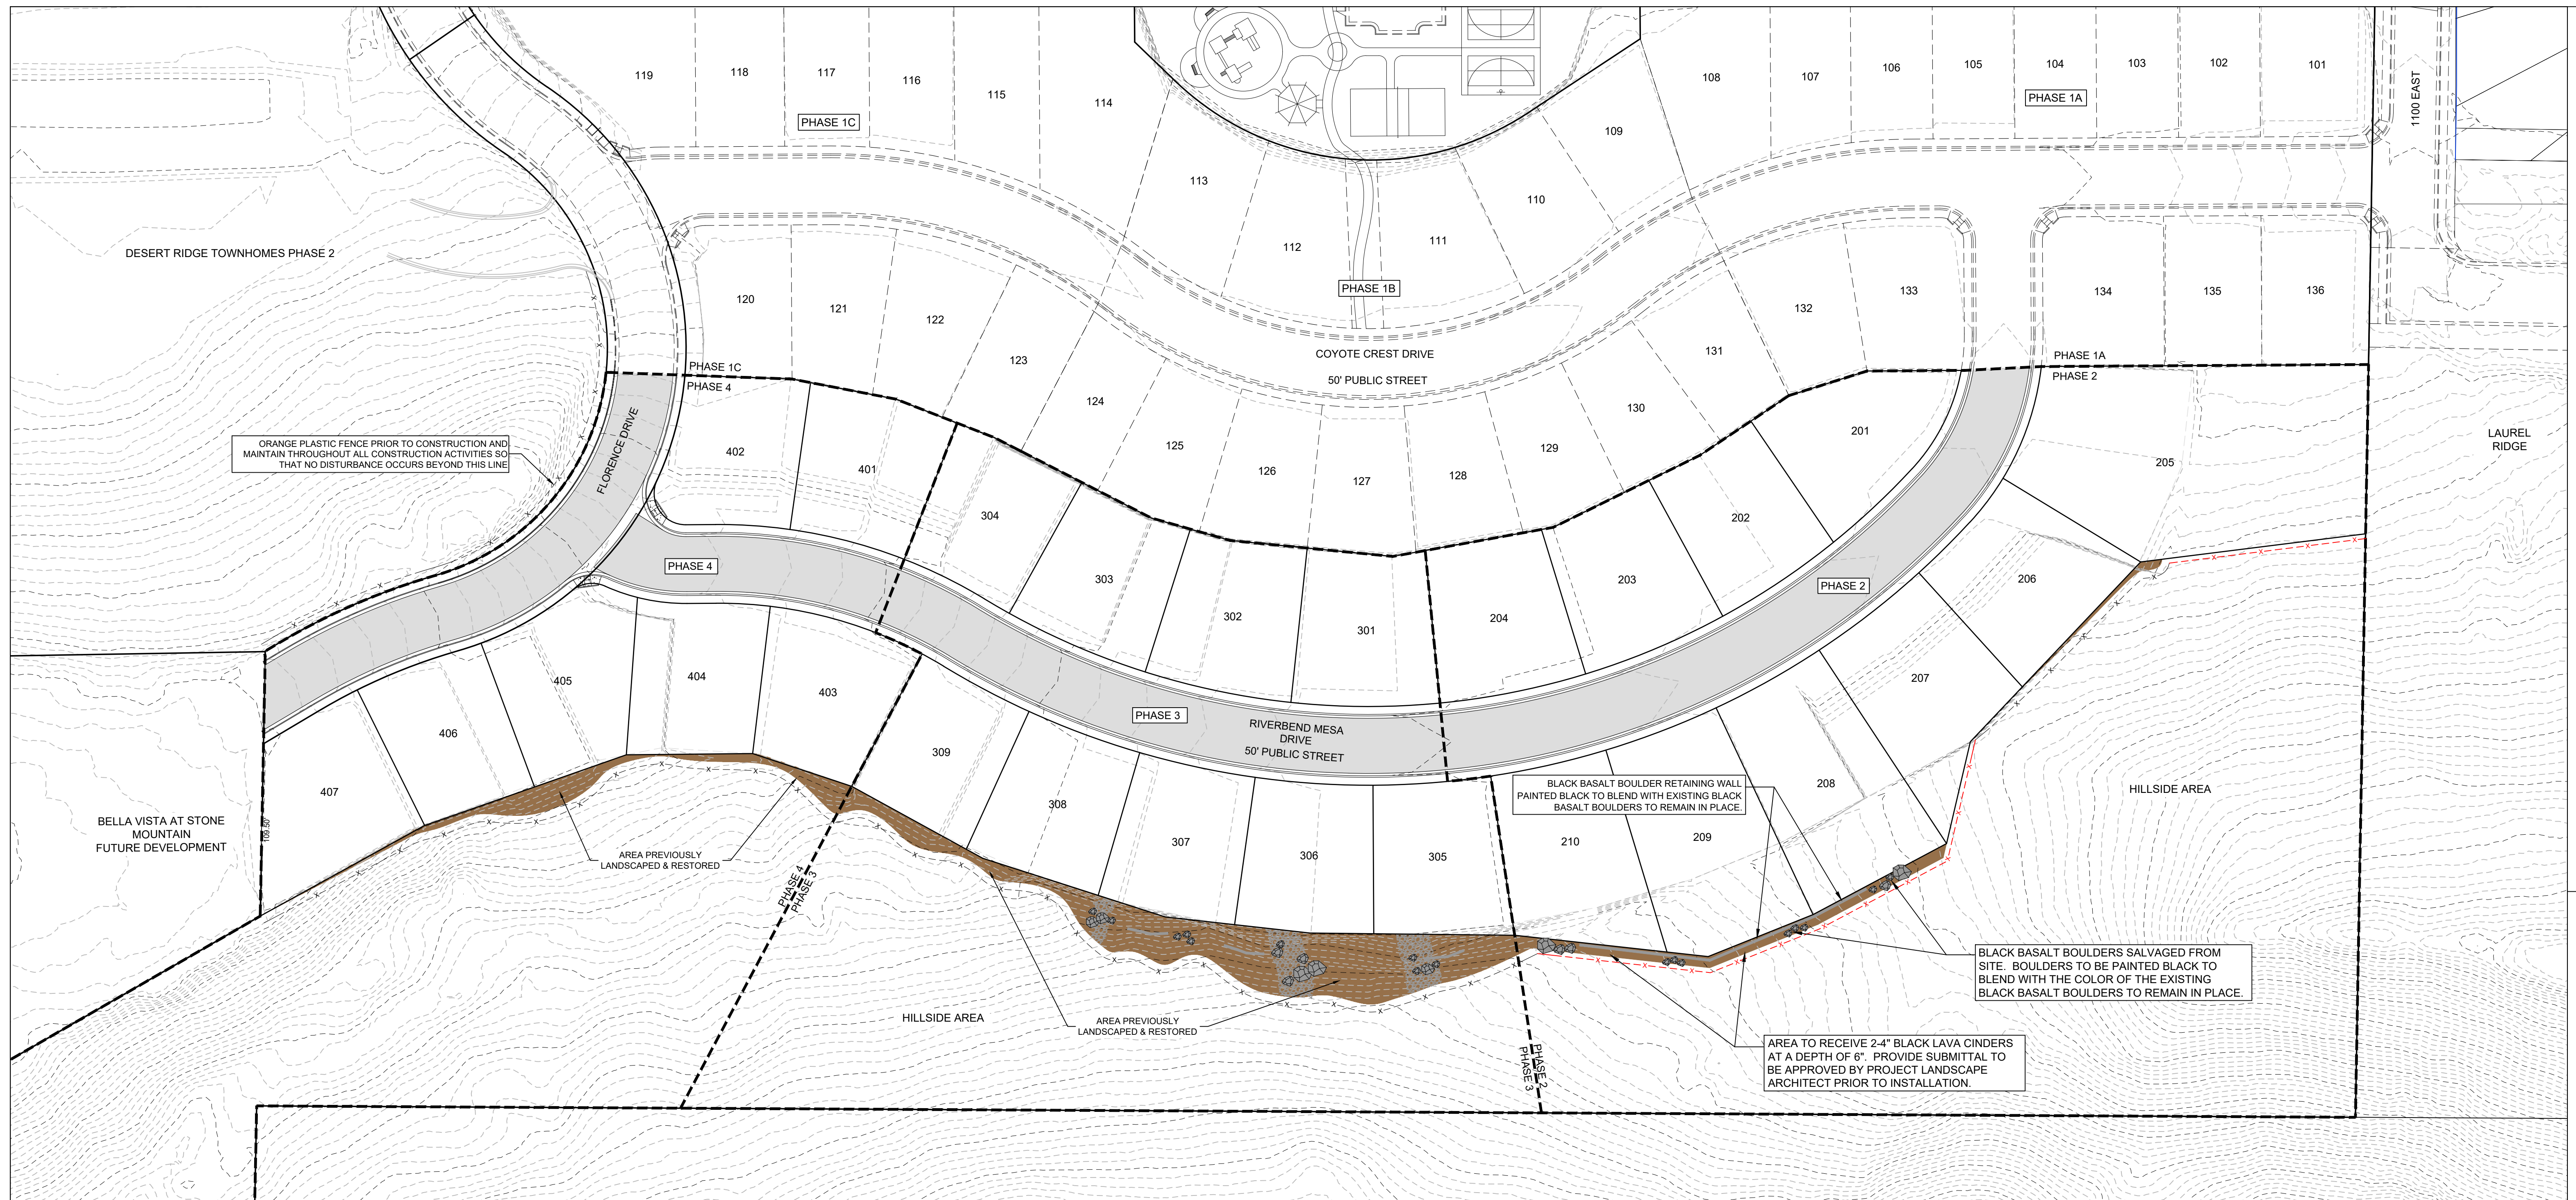 119
118
117
116
115
114
108
107
106
105
104
103
102
101
1100 EAST
PHASE 1C
PHASE 1A
109
113
110
112
111
DESERT RIDGE TOWNHOMES PHASE 2
PHASE 1B
120
121
122
123
133
132
131
134
135
136
COYOTE CREST DRIVE
50' PUBLIC STREET
PHASE 1C
PHASE 4
PHASE 1A
PHASE 2
124
125
126
127
128
129
130
ORANGE PLASTIC FENCE PRIOR TO CONSTRUCTION AND
MAINTAIN THROUGHOUT ALL CONSTRUCTION ACTIVITIES SO
THAT NO DISTURBANCE OCCURS BEYOND THIS LINE
FLORENCE DRIVE
402
401
304
303
302
301
204
203
202
201
205
LAUREL
RIDGE
PHASE 4
PHASE 2
206
207
405
404
403
406
407
309
308
307
306
305
PHASE 3
RIVERBEND MESA
DRIVE
50' PUBLIC STREET
208
209
210
BLACK BASALT BOULDER RETAINING WALL
PAINTED BLACK TO BLEND WITH EXISTING BLACK
BASALT BOULDERS TO REMAIN IN PLACE.
HILLSIDE AREA
BELLA VISTA AT STONE
MOUNTAIN
FUTURE DEVELOPMENT
109.50'
AREA PREVIOUSLY
LANDSCAPED & RESTORED
PHASE 4
PHASE 3
BLACK BASALT BOULDERS SALVAGED FROM
SITE. BOULDERS TO BE PAINTED BLACK TO
BLEND WITH THE COLOR OF THE EXISTING
BLACK BASALT BOULDERS TO REMAIN IN PLACE.
HILLSIDE AREA
AREA PREVIOUSLY
LANDSCAPED & RESTORED
PHASE 2
PHASE 3
AREA TO RECEIVE 2-4" BLACK LAVA CINDERS
AT A DEPTH OF 6". PROVIDE SUBMITTAL TO
BE APPROVED BY PROJECT LANDSCAPE
ARCHITECT PRIOR TO INSTALLATION.